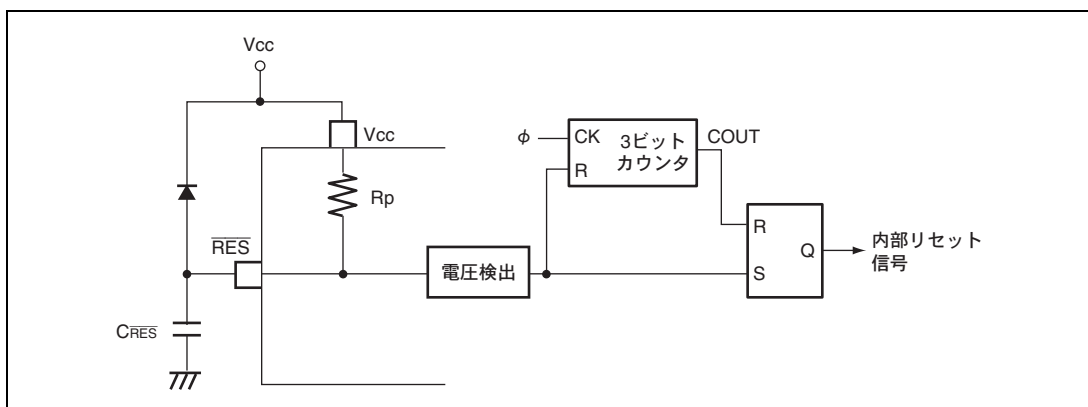 Vcc
Vcc
Rp
RES
CRES
電圧検出
φ
CK
R
3ビット
カウンタ
COUT
R
S
Q
内部リセット
信号